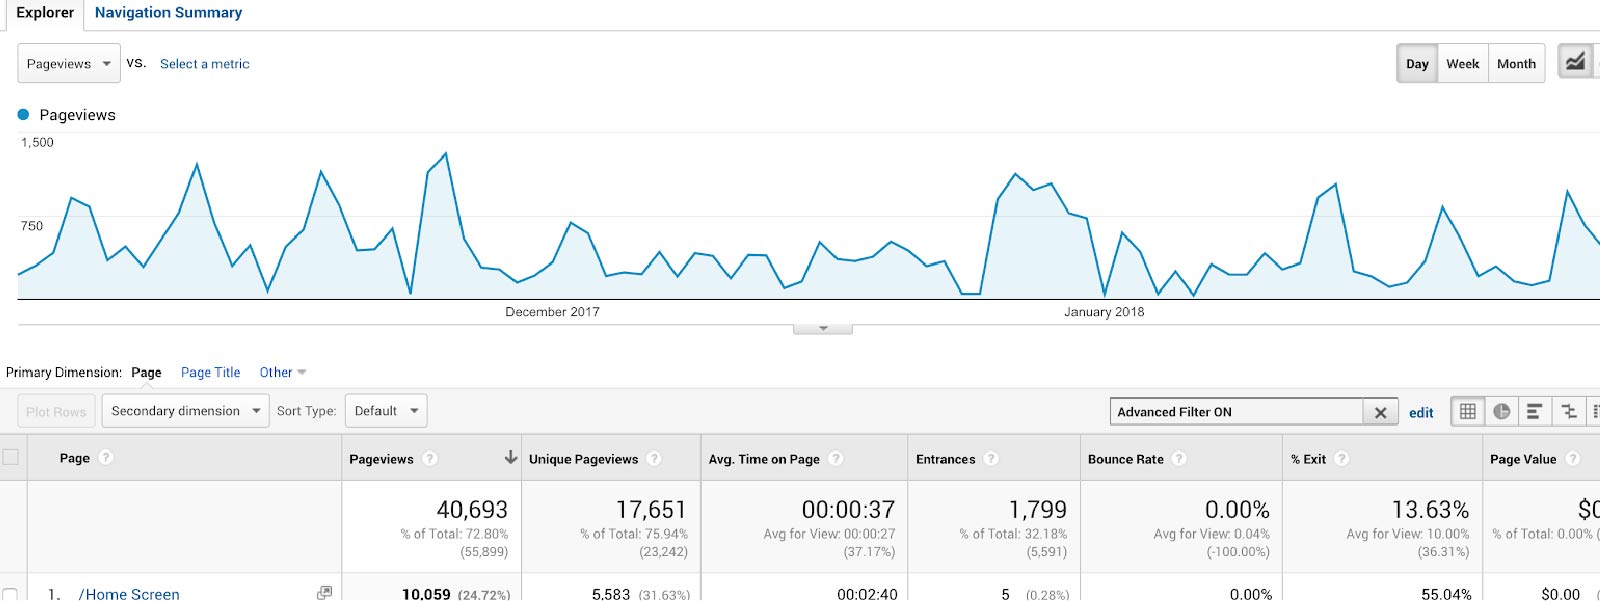 Explorer Navigation Summary
Pageviews VS. Select a metric Day Week Month
Pageviews
1,500
750
December 2017 January 2018
Primary Dimension: Page Page Title Other
Plot Rows Secondary dimension Sort Type: Default Advanced Filter ON edit
Page Pageviews Unique Pageviews Avg. Time on Page Entrances Bounce Rate % Exit Page Value
40,693 17,651 00:00:37 1,799 0.00% 13.63% $0
% of Total: 72.80% % of Total: 75.94% Avg for View: 00:00:27 % of Total: 32.18% Avg for View: 0.04% Avg for View: 10.00% % of Total: 0.00%
(55,899) (23,242) (37.17%) (5,591) (-100.00%) (36.31%)
1. /Home Screen 10,059 (24.72%) 5,583 (31.63%) 00:02:40 5 (0.28%) 0.00% 55.04% $0.00